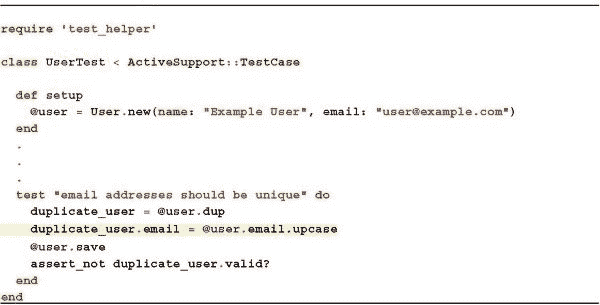 require 'test_helper'
class UserTest < ActiveSupport::TestCase
  def setup
    @user = User.new(name: "Example User", email: "user@example.com")
  end
  .
  .
  .
  test "email addresses should be unique" do
    duplicate_user = @user.dup
    duplicate_user.email = @user.email.upcase
    @user.save
    assert_not duplicate_user.valid?
  end
end